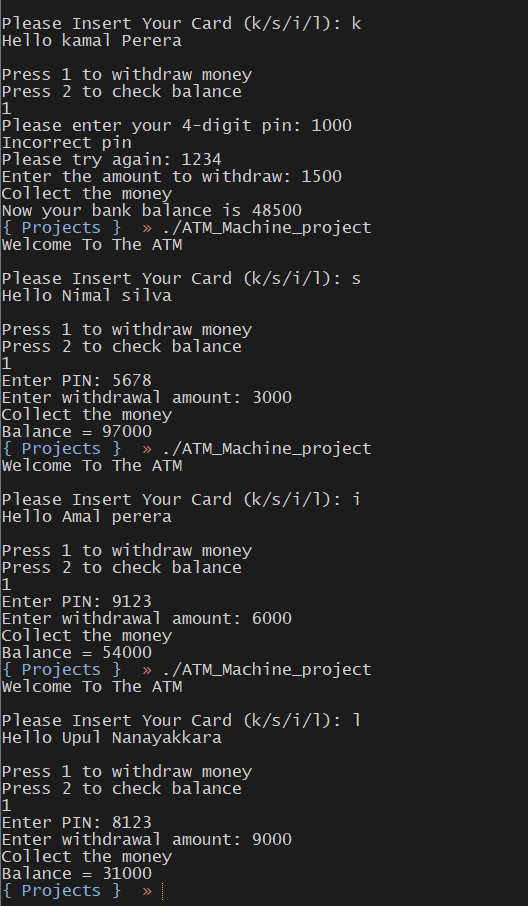 Please Insert Your Card (k/s/i/l): k
Hello kamal Perera
Press 1 to withdraw money
Press 2 to check balance
1
Please enter your 4-digit pin: 1000
Incorrect pin
Please try again: 1234
Enter the amount to withdraw: 1500
Collect the money
Now your bank balance is 48500
{ Projects }  » ./ATM_Machine_project
Welcome To The ATM
Please Insert Your Card (k/s/i/l): s
Hello Nimal silva
Press 1 to withdraw money
Press 2 to check balance
1
Enter PIN: 5678
Enter withdrawal amount: 3000
Collect the money
Balance = 97000
{ Projects }  » ./ATM_Machine_project
Welcome To The ATM
Please Insert Your Card (k/s/i/l): i
Hello Amal perera
Press 1 to withdraw money
Press 2 to check balance
1
Enter PIN: 9123
Enter withdrawal amount: 6000
Collect the money
Balance = 54000
{ Projects }  » ./ATM_Machine_project
Welcome To The ATM
Please Insert Your Card (k/s/i/l): l
Hello Upul Nanayakkara
Press 1 to withdraw money
Press 2 to check balance
1
Enter PIN: 8123
Enter withdrawal amount: 9000
Collect the money
Balance = 31000
{ Projects }  »